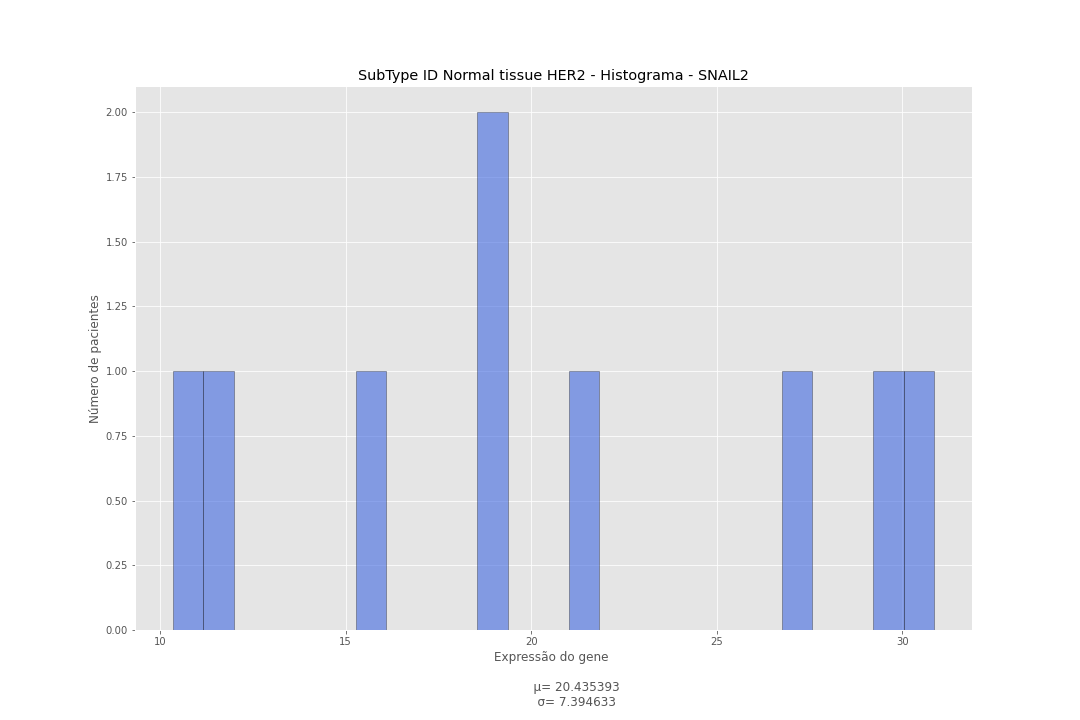 SubType ID Normal tissue HER2 - Histograma - SNAIL2
2.00
1.75
1.50
1.25
1.00
0.75
0.50
0.25
0.00
Número de pacientes
10 15 20 25 30
Expressão do gene
μ= 20.435393
σ= 7.394633